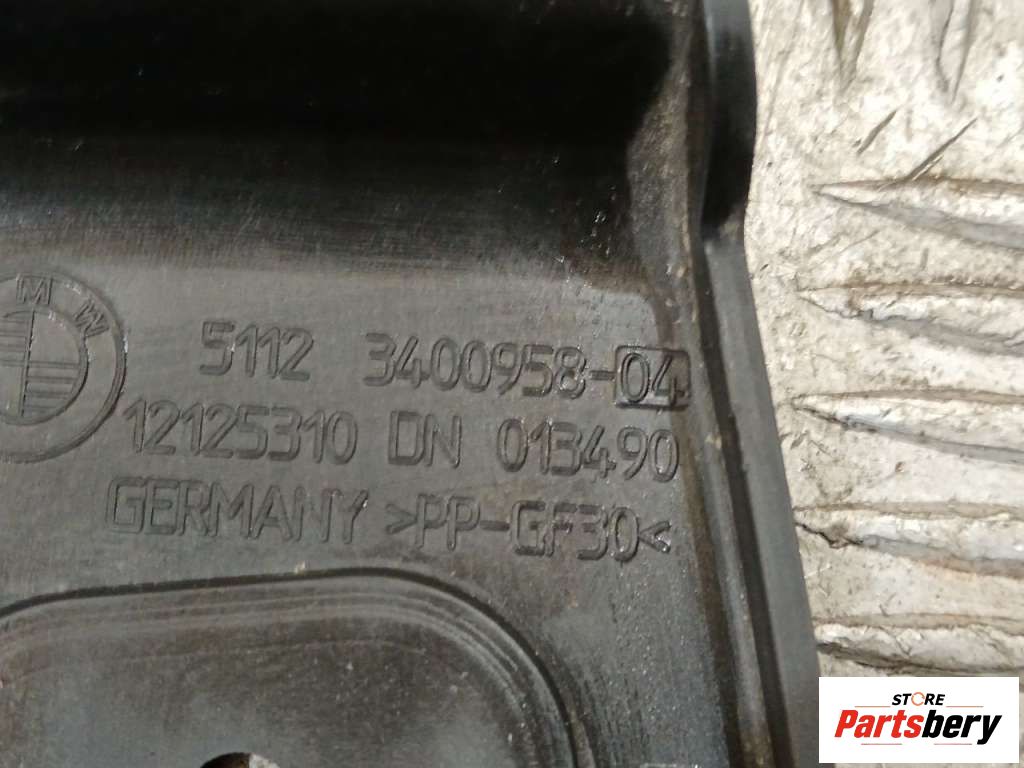 M W
5112 3400958-04
12125310 DN 013490
GERMANY >PP-GF30<
STORE
Partsbery